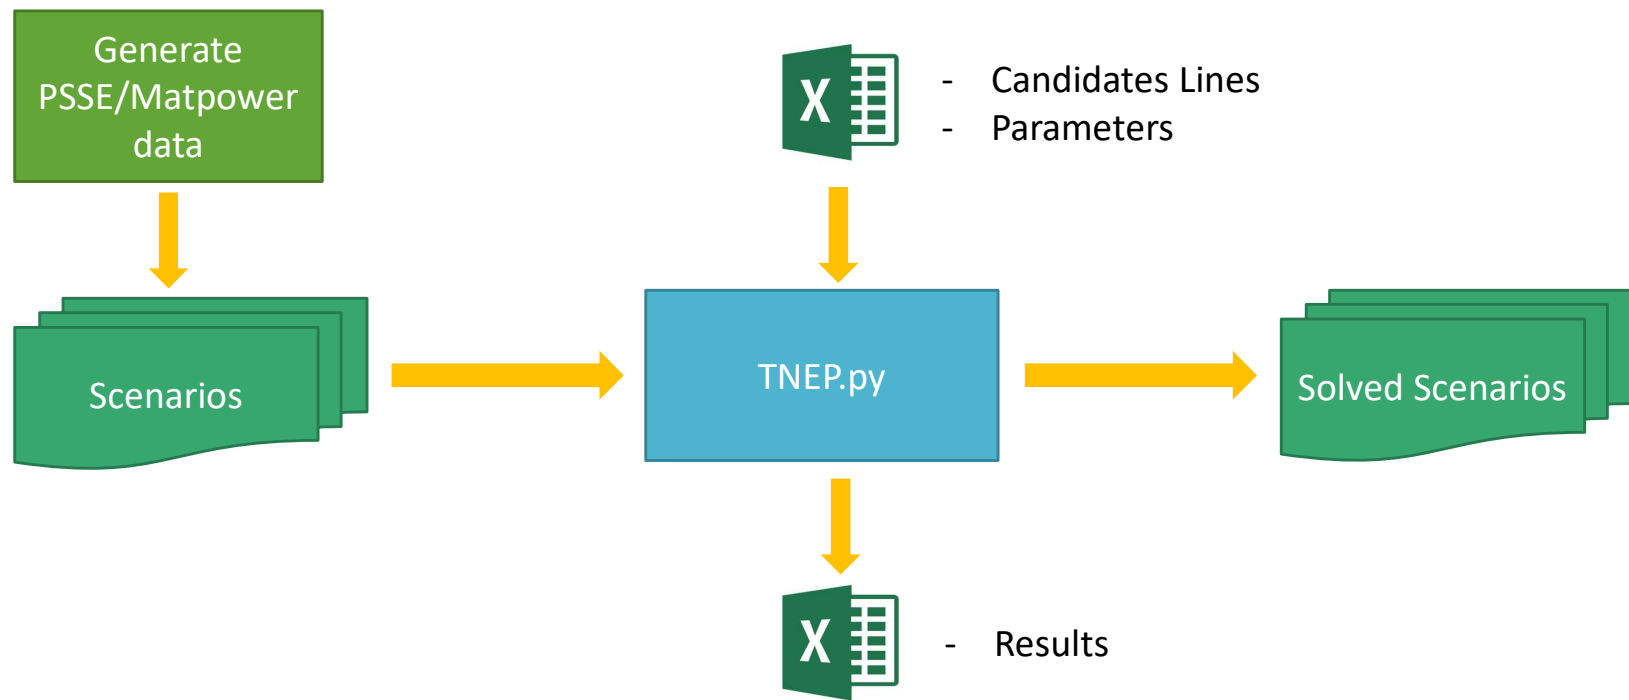 Generate
PSSE/Matpower
data
X
- Candidates Lines
- Parameters
Scenarios
TNEP.py
Solved Scenarios
X
- Results